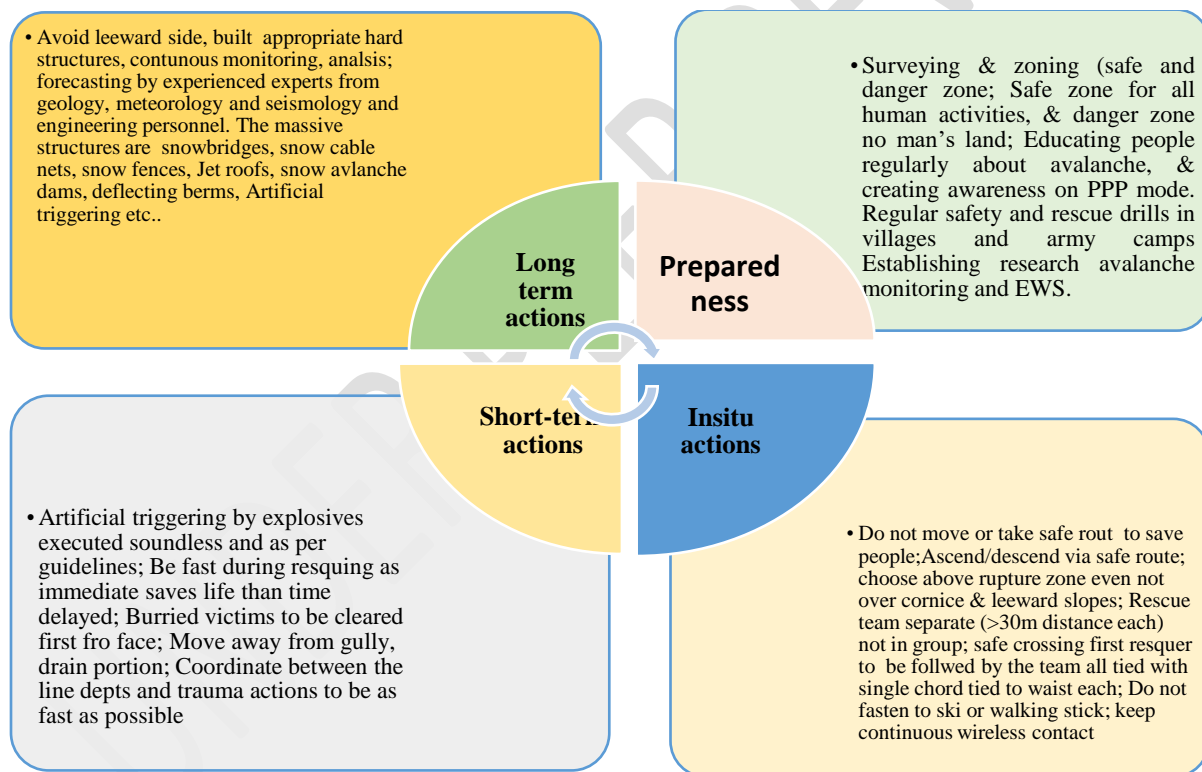 • Avoid leeward side, built appropriate hard
structures, contunous monitoring, analsis;
forecasting by experienced experts from
geology, meteorology and seismology and
engineering personnel. The massive
structures are snowbridges, snow cable
nets, snow fences, Jet roofs, snow avlanche
dams, deflecting berms, Artificial
triggering etc..
• Surveying & zoning (safe and
danger zone; Safe zone for all
human activities, & danger zone
no man’s land; Educating people
regularly about avalanche, &
creating awareness on PPP mode.
Regular safety and rescue drills in
villages and army camps
Establishing research avalanche
monitoring and EWS.
Long
term
actions
Prepared
ness
Short-term
actions
Insitu
actions
• Artificial triggering by explosives
executed soundless and as per
guidelines; Be fast during resquing as
immediate saves life than time
delayed; Burried victims to be cleared
first fro face; Move away from gully,
drain portion; Coordinate between the
line depts and trauma actions to be as
fast as possible
• Do not move or take safe rout to save
people;Ascend/descend via safe route;
choose above rupture zone even not
over cornice & leeward slopes; Rescue
team separate (>30m distance each)
not in group; safe crossing first resquer
to be follwed by the team all tied with
single chord tied to waist each; Do not
fasten to ski or walking stick; keep
continuous wireless contact